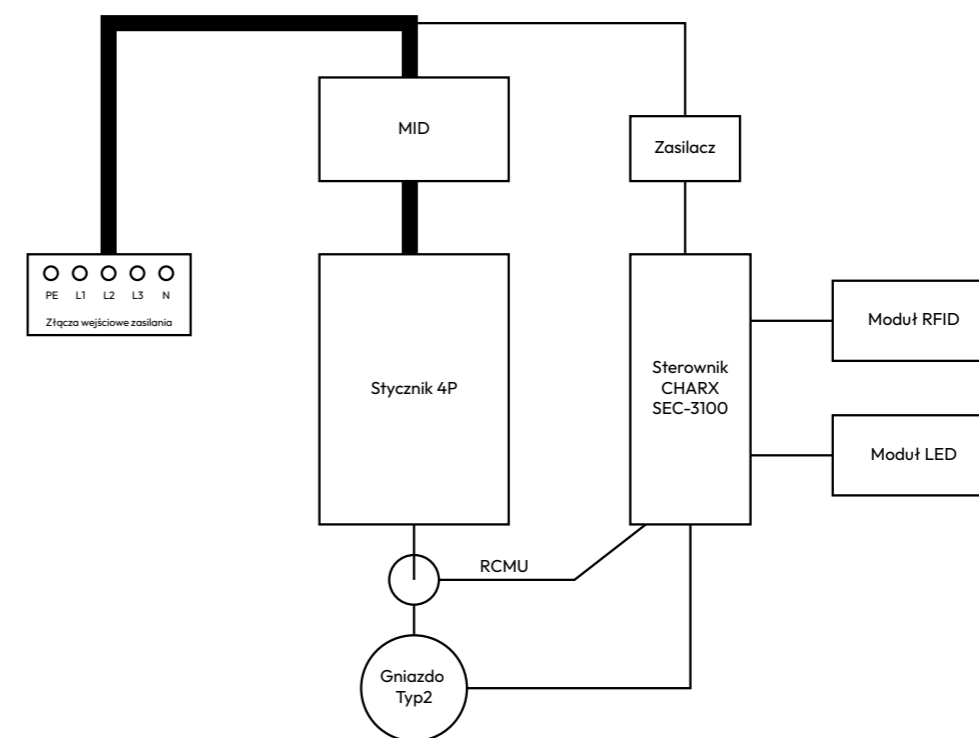 MID
Zasilacz
PE L1 L2 L3 N
Złącza wejściowe zasilania
Stycznik 4P
Sterownik
CHARX
SEC-3100
Moduł RFID
Moduł LED
RCMU
Gniazdo
Typ2